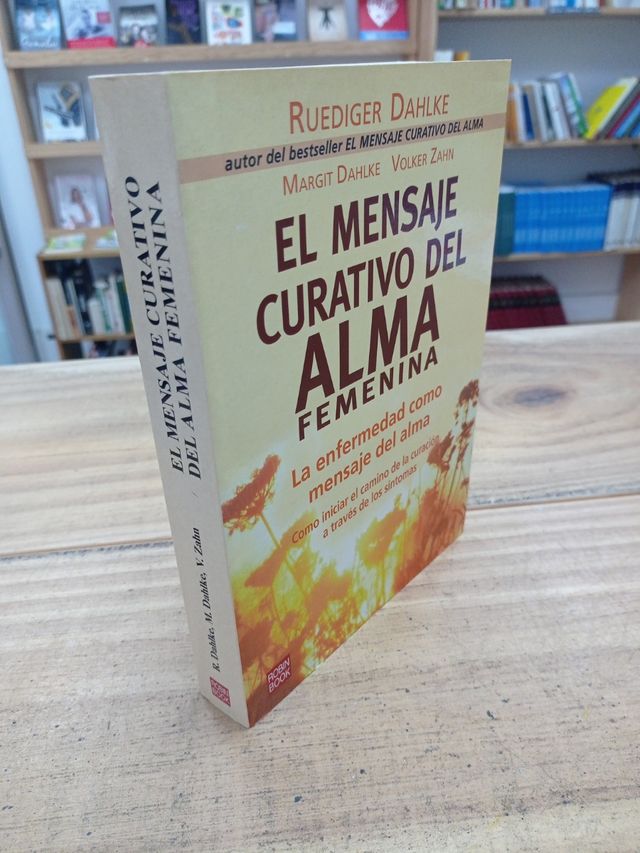 RUEDIGER DAHLKE
autor del bestseller EL MENSAJE CURATIVO DEL ALMA
MARGIT DAHLKE VOLKER ZAHN
EL MENSAJE
CURATIVO DEL
ALMA
FEMENINA
La enfermedad como
mensaje del alma
Como iniciar el camino de la curación
a través de los síntomas
ROBIN
BOOK
EL MENSAJE CURATIVO
DEL ALMA FEMENINA
R. Dahlke, M. Dahlke, V. Zahn
ROBIN
BOOK